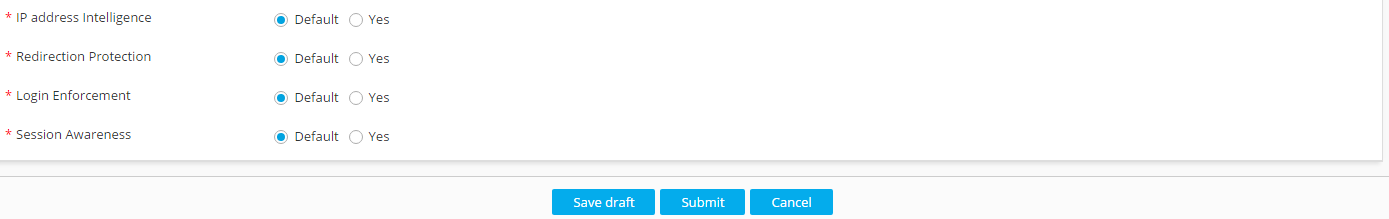 * IP address Intelligence Default Yes
* Redirection Protection Default Yes
* Login Enforcement Default Yes
* Session Awareness Default Yes
Save draft Submit Cancel